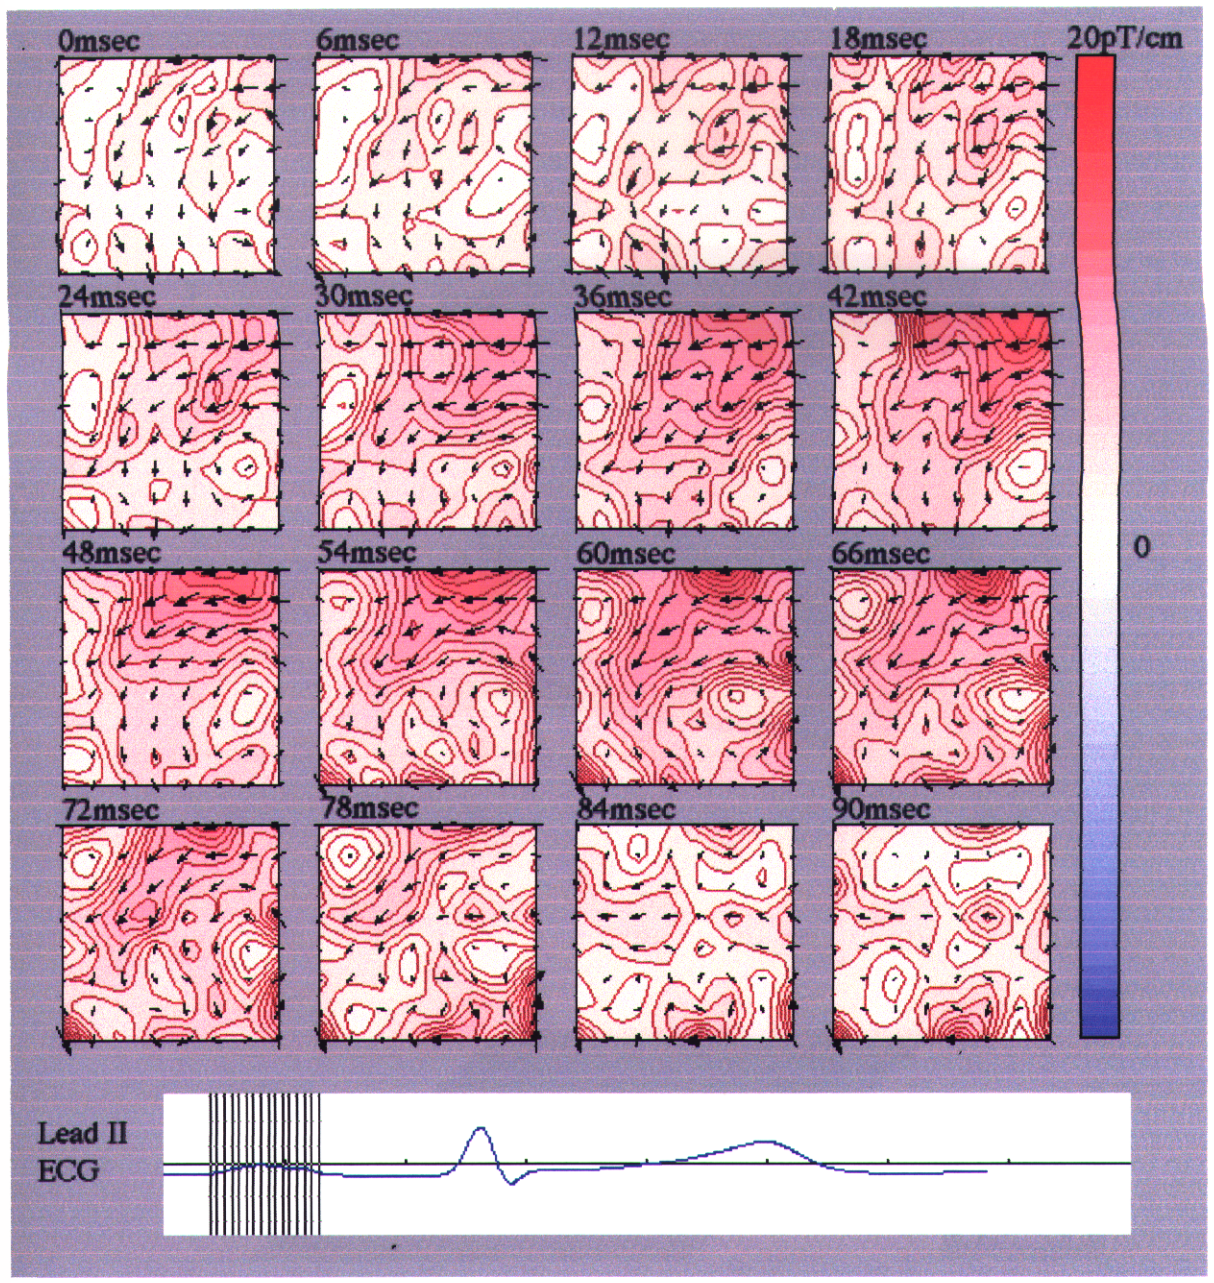 0msec 6msec 12msec 18msec 20pT/cm
24msec 30msec 36msec 42msec
0
48msec 54msec 60msec 66msec
72msec 78msec 84msec 90msec
Lead II
ECG